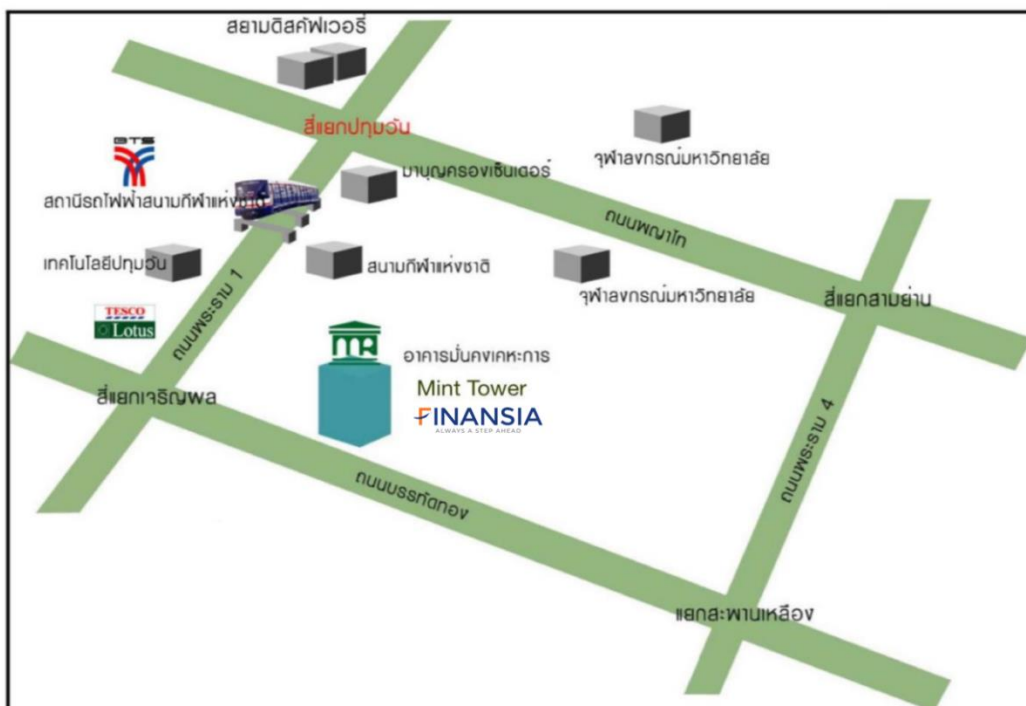 สยามดิสคัฟเวอรี่
สี่แยกปทุมวัน
จุฬาลงกรณ์มหาวิทยาลัย
BTS
มาบุญครองเซ็นเตอร์
สถานีรถไฟฟ้าสนามกีฬาแห่งชาติ
ถนนพญาไท
เทคโนโลยีปทุมวัน
สนามกีฬาแห่งชาติ
จุฬาลงกรณ์มหาวิทยาลัย
สี่แยกสามย่าน
TESCO
Lotus
ถนนพระราม 1
อาคารมั่นคงเคหะการ
Mint Tower
FINANSIA
ALWAYS A STEP AHEAD
สี่แยกเจริญผล
ถนนพระราม 4
ถนนบรรทัดทอง
แยกสะพานเหลือง